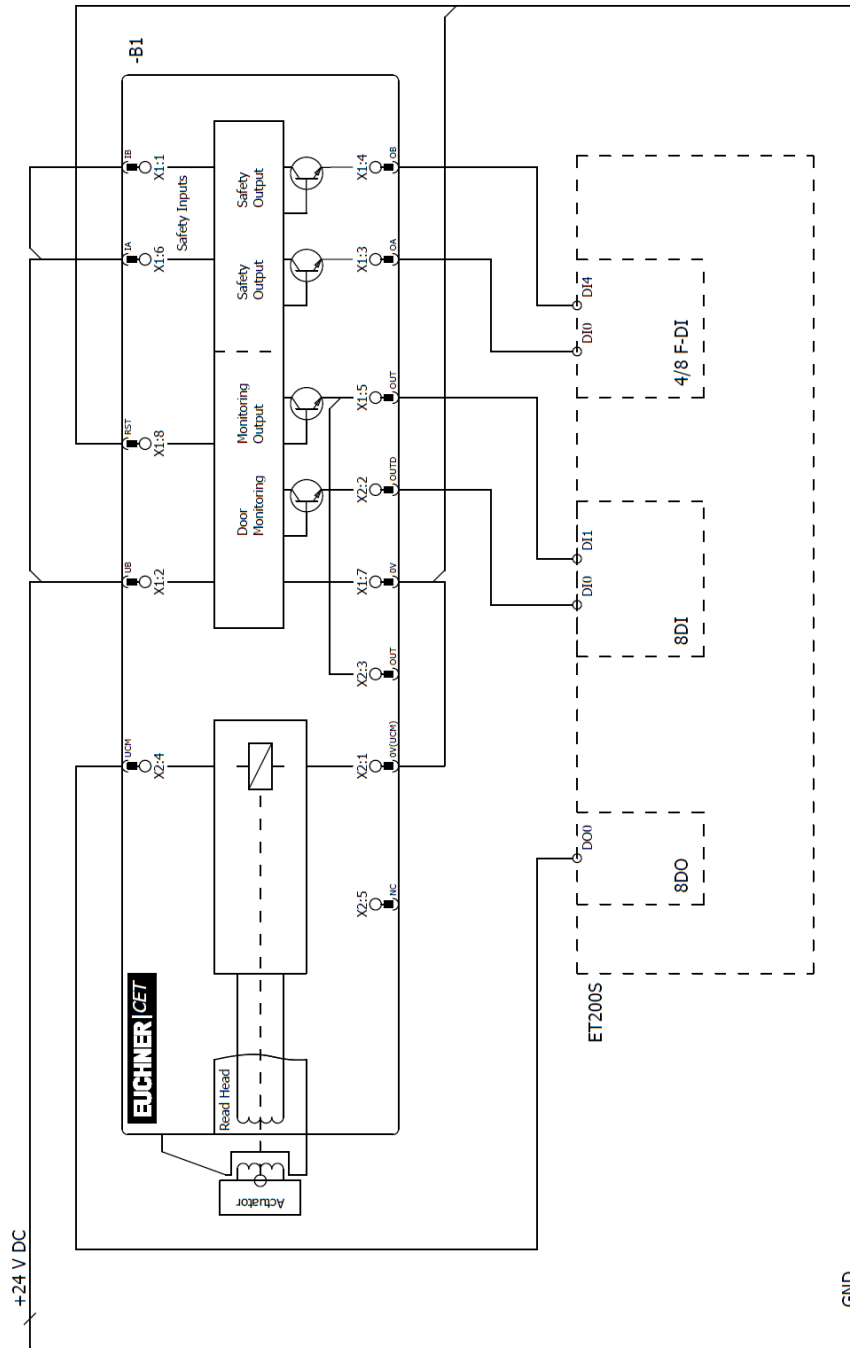 -B1
IB
X1:1
IA
X1:6
Safety Inputs
RST
X1:8
UB
X1:2
UCM
X2:4
Safety
Output
Safety
Output
Monitoring
Output
Door
Monitoring
X1:4
OB
X1:3
OA
X1:5
OUT
X2:2
OUTD
X1:7
0V
X2:3
OUT
X2:1
0V(UCM)
X2:5
NC
EUCHNER CET
Read Head
Actuator
DI4
DI0
4/8 F-DI
DI1
DI0
8DI
DO0
8DO
ET200S
+24 V DC
GND